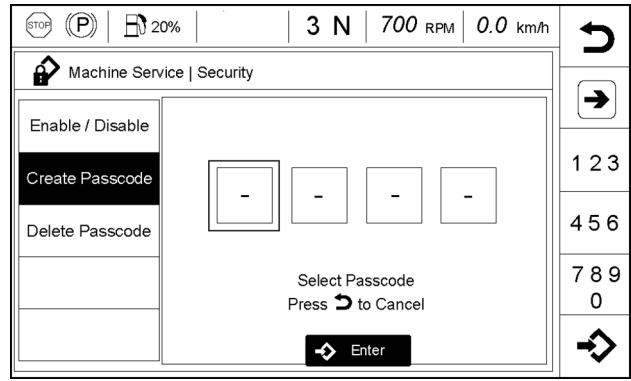 STOP (P) 20% 3 N 700 RPM 0.0 km/h
Machine Service | Security
Enable / Disable
Create Passcode
Delete Passcode
- - - -
Select Passcode
Press to Cancel
Enter
1 2 3
4 5 6
7 8 9
0